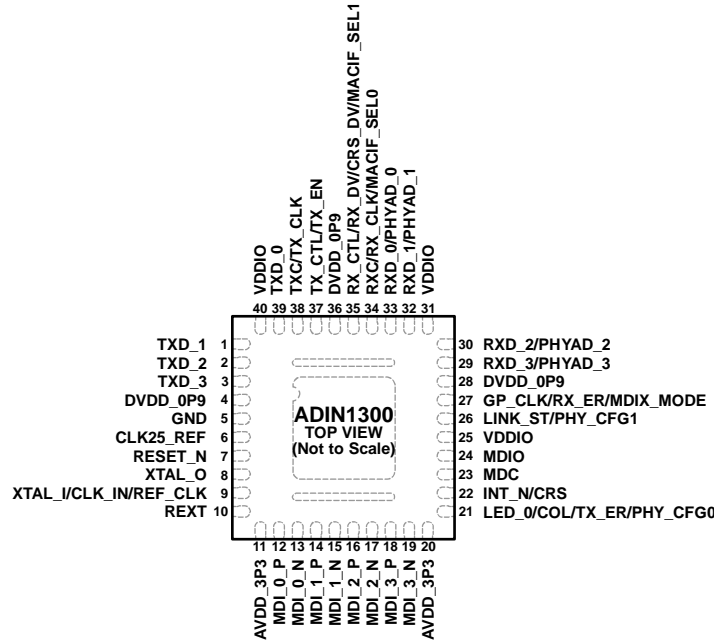 VDDIO
TXD_0
TXC/TX_CLK
TX_CTL/TX_EN
DVDD_0P9
RX_CTL/RX_DV/CRS_DV/MACIF_SEL1
RXC/RX_CLK/MACIF_SEL0
RXD_0/PHYAD_0
RXD_1/PHYAD_1
VDDIO
40 39 38 37 36 35 34 33 32 31
TXD_1 1
TXD_2 2
TXD_3 3
DVDD_0P9 4
GND 5
CLK25_REF 6
RESET_N 7
XTAL_O 8
XTAL_I/CLK_IN/REF_CLK 9
REXT 10
ADIN1300
TOP VIEW
(Not to Scale)
30 RXD_2/PHYAD_2
29 RXD_3/PHYAD_3
28 DVDD_0P9
27 GP_CLK/RX_ER/MDIX_MODE
26 LINK_ST/PHY_CFG1
25 VDDIO
24 MDIO
23 MDC
22 INT_N/CRS
21 LED_0/COL/TX_ER/PHY_CFG0
11 12 13 14 15 16 17 18 19 20
AVDD_3P3
MDI_0_P
MDI_0_N
MDI_1_P
MDI_1_N
MDI_2_P
MDI_2_N
MDI_3_P
MDI_3_N
AVDD_3P3